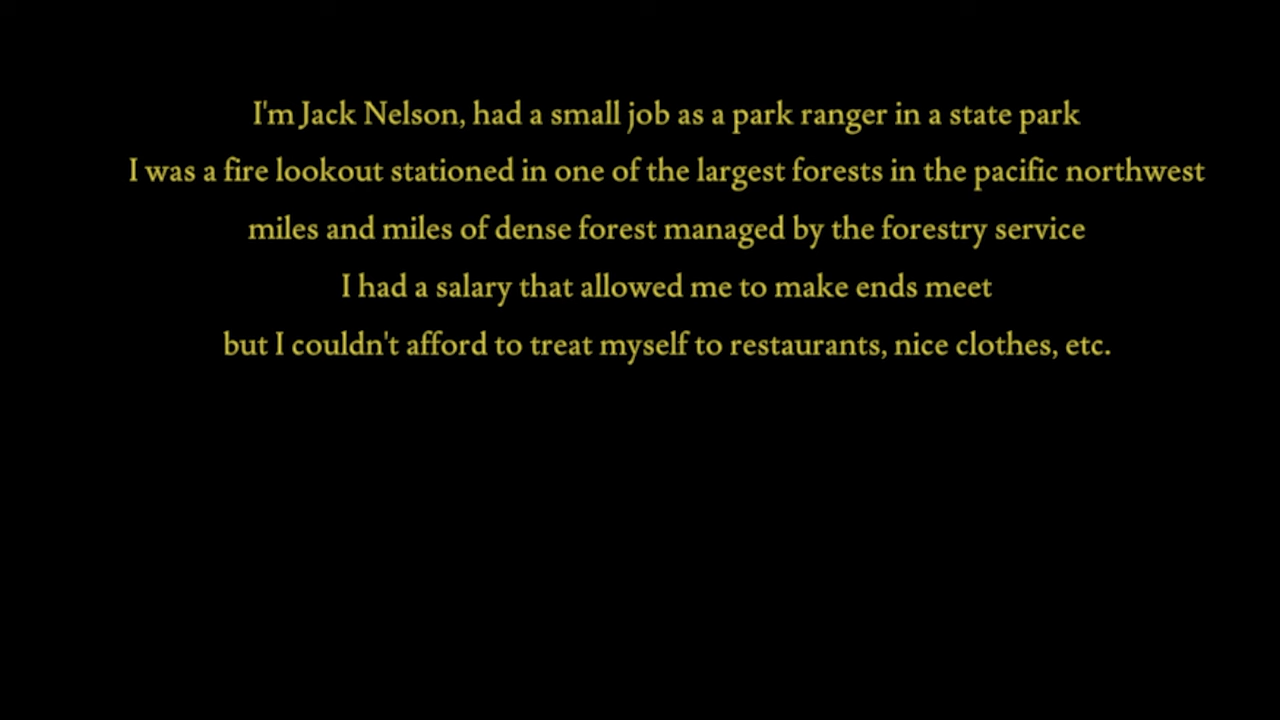 I'm Jack Nelson, had a small job as a park ranger in a state park
I was a fire lookout stationed in one of the largest forests in the pacific northwest
miles and miles of dense forest managed by the forestry service
I had a salary that allowed me to make ends meet
but I couldn't afford to treat myself to restaurants, nice clothes, etc.